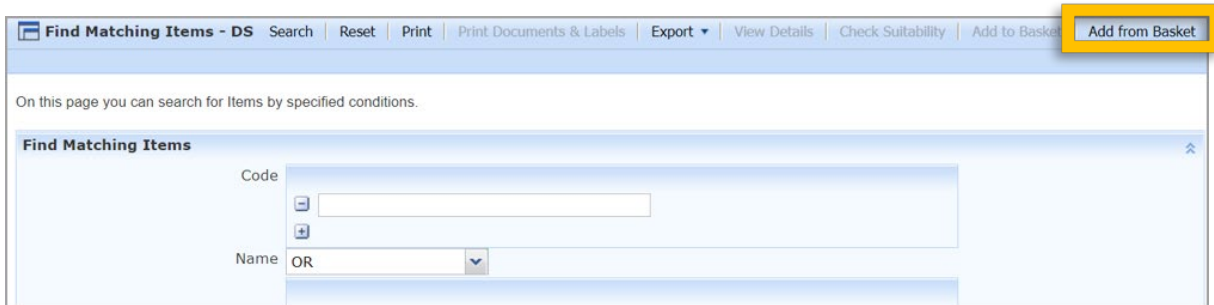 Find Matching Items - DS Search Reset Print Print Documents & Labels Export View Details Check Suitability Add to Basket Add from Basket
On this page you can search for Items by specified conditions.
Find Matching Items
Code
Name OR